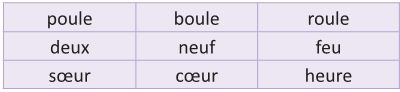 poule boule roule
deux neuf feu
sœur cœur heure